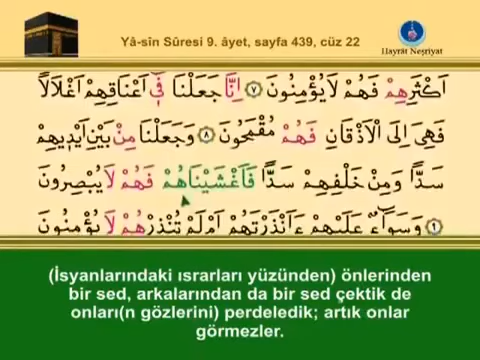 Yâ-sîn Sûresi 9. âyet, sayfa 439, cüz 22
Hayrât Neşriyat
اَكْثَرِهِمْ فَهُمْ لَا يُؤْمِنُونَ ﴿٧﴾ اِنَّا جَعَلْنَا فٓي اَعْنَاقِهِمْ اَغْلَالًا
فَهِيَ اِلَى الْاَذْقَانِ فَهُمْ مُقْمَحُونَ ﴿٨﴾ وَجَعَلْنَا مِنْ بَيْنِ اَيْدِيهِمْ
سَدًّا وَمِنْ خَلْفِهِمْ سَدًّا فَاَغْشَيْنَاهُمْ فَهُمْ لَا يُبْصِرُونَ
﴿٩﴾ وَسَوَٓاءٌ عَلَيْهِمْ ءَاَنْذَرْتَهُمْ اَمْ لَمْ تُنْذِرْهُمْ لَا يُؤْمِنُونَ
(İsyanlarındaki ısrarları yüzünden) önlerinden
bir sed, arkalarından da bir sed çektik de
onları(n gözlerini) perdeledik; artık onlar
görmezler.